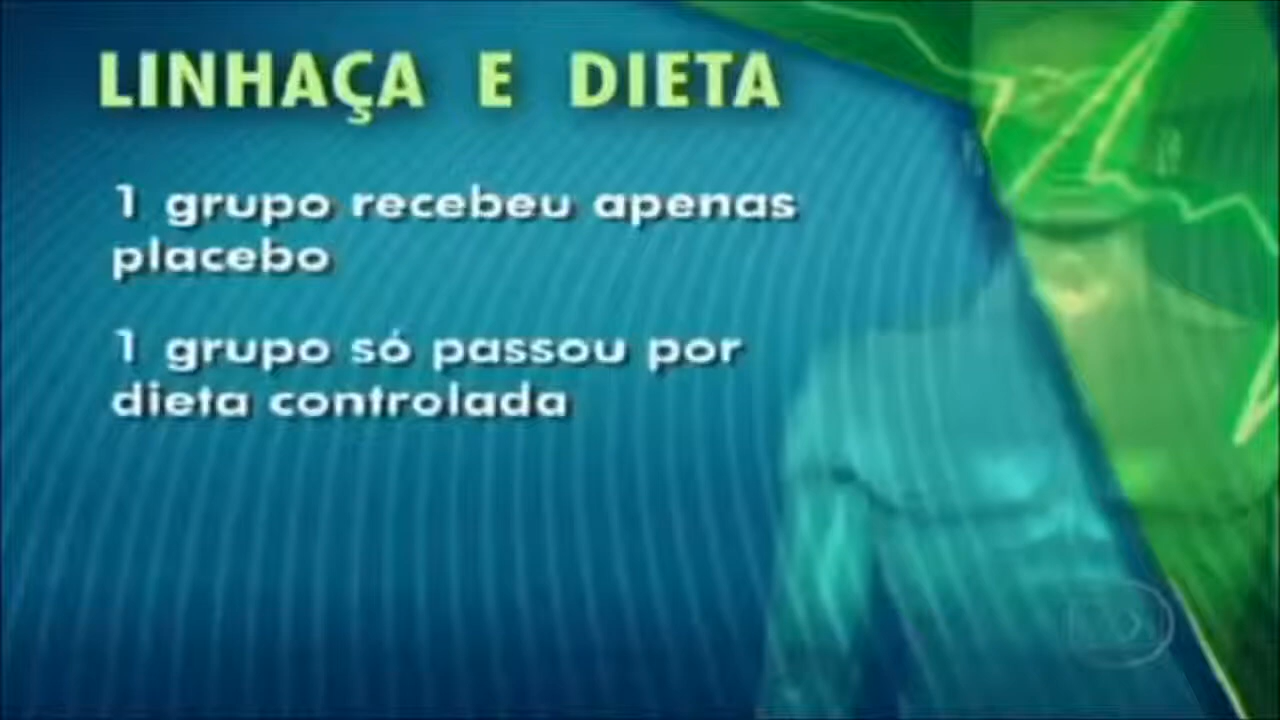 LINHAÇA E DIETA
1 grupo recebeu apenas
placebo
1 grupo só passou por
dieta controlada